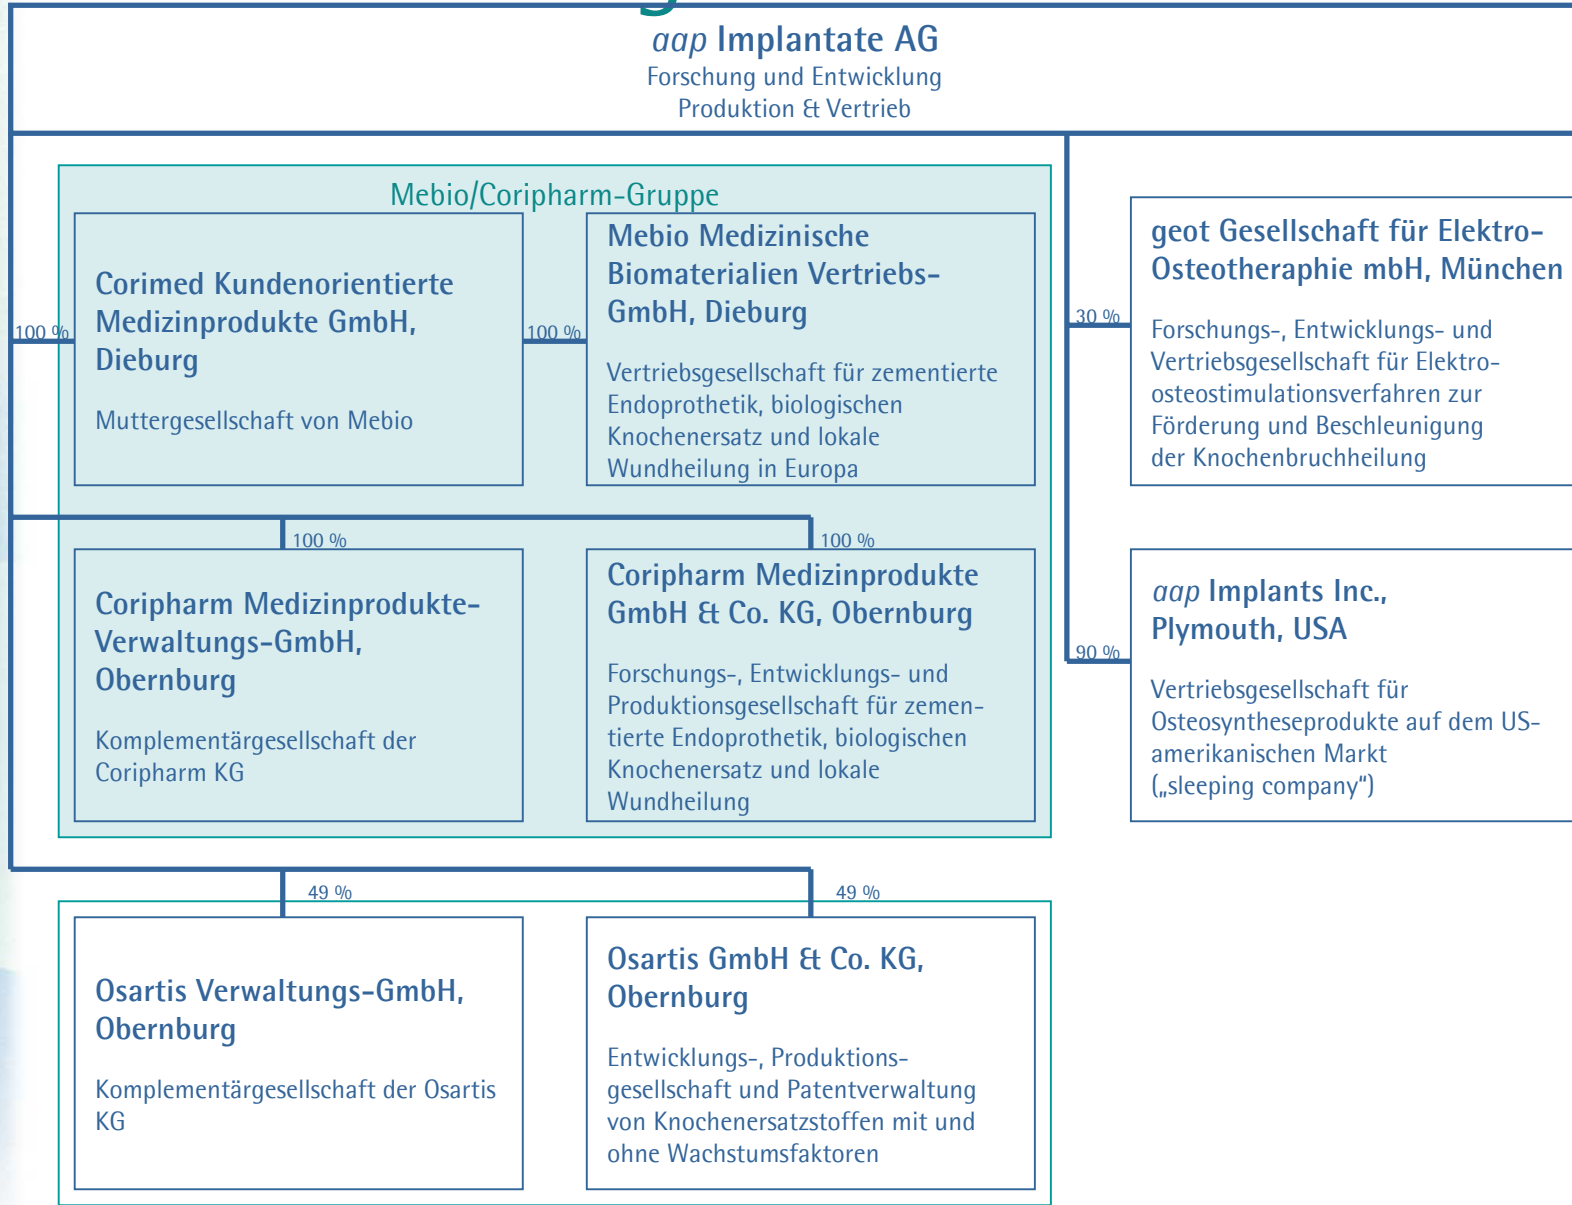 aap Implantate AG
Forschung und Entwicklung
Produktion & Vertrieb
Mebio/Coripharm-Gruppe
100 %
Corimed Kundenorientierte
Medizinprodukte GmbH,
Dieburg
Muttergesellschaft von Mebio
100 %
Mebio Medizinische
Biomaterialien Vertriebs-
GmbH, Dieburg
Vertriebsgesellschaft für zementierte
Endoprothetik, biologischen
Knochenersatz und lokale
Wundheilung in Europa
30 %
geot Gesellschaft für Elektro-
Osteotheraphie mbH, München
Forschungs-, Entwicklungs- und
Vertriebsgesellschaft für Elektro-
osteostimulationsverfahren zur
Förderung und Beschleunigung
der Knochenbruchheilung
100 %
Coripharm Medizinprodukte-
Verwaltungs-GmbH,
Obernburg
Komplementärgesellschaft der
Coripharm KG
100 %
Coripharm Medizinprodukte
GmbH & Co. KG, Obernburg
Forschungs-, Entwicklungs- und
Produktionsgesellschaft für zemen-
tierte Endoprothetik, biologischen
Knochenersatz und lokale
Wundheilung
90 %
aap Implants Inc.,
Plymouth, USA
Vertriebsgesellschaft für
Osteosyntheseprodukte auf dem US-
amerikanischen Markt
(„sleeping company“)
49 %
Osartis Verwaltungs-GmbH,
Obernburg
Komplementärgesellschaft der Osartis
KG
49 %
Osartis GmbH & Co. KG,
Obernburg
Entwicklungs-, Produktions-
gesellschaft und Patentverwaltung
von Knochenersatzstoffen mit und
ohne Wachstumsfaktoren